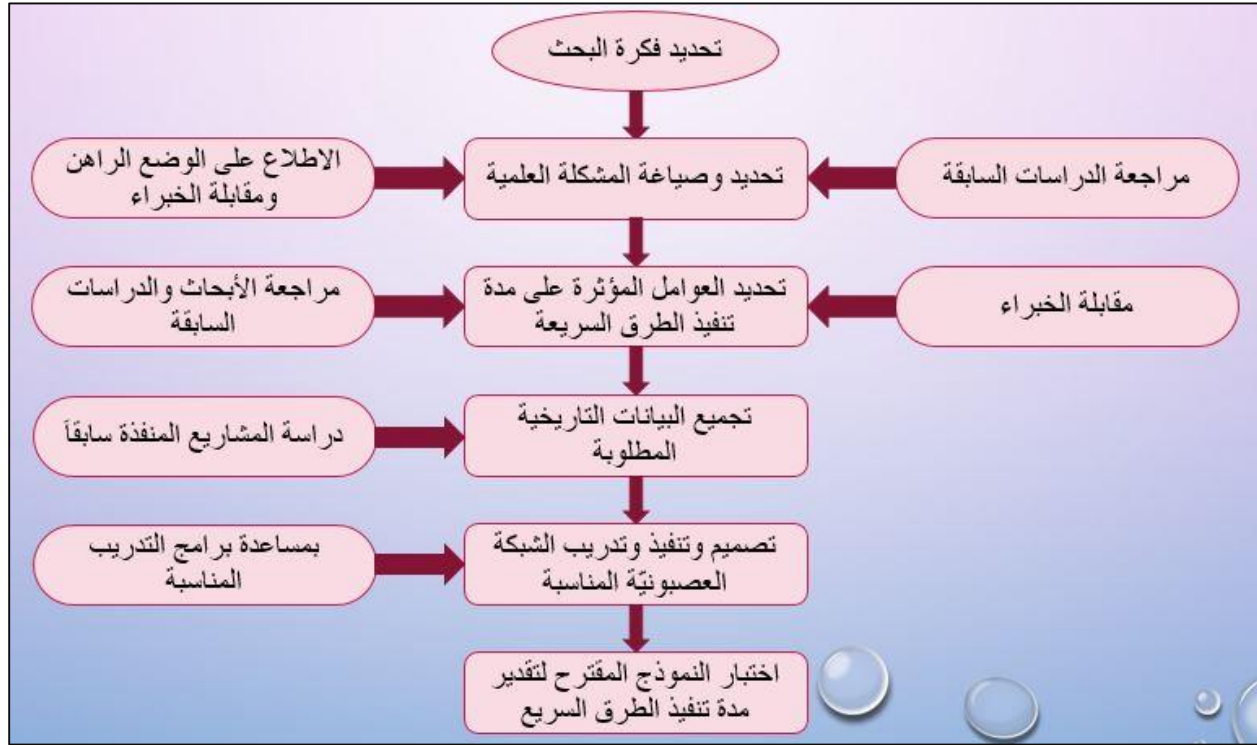 تحديد فكرة البحث
مراجعة الدراسات السابقة
تحديد وصياغة المشكلة العلمية
الاطلاع على الوضع الراهن
ومقابلة الخبراء
مقابلة الخبراء
تحديد العوامل المؤثرة على مدة
تنفيذ الطرق السريعة
مراجعة الأبحاث والدراسات
السابقة
تجميع البيانات التاريخية
المطلوبة
دراسة المشاريع المنفذة سابقاً
تصميم وتنفيذ وتدريب الشبكة
العصبونيّة المناسبة
بمساعدة برامج التدريب
المناسبة
اختبار النموذج المقترح لتقدير
مدة تنفيذ الطرق السريع